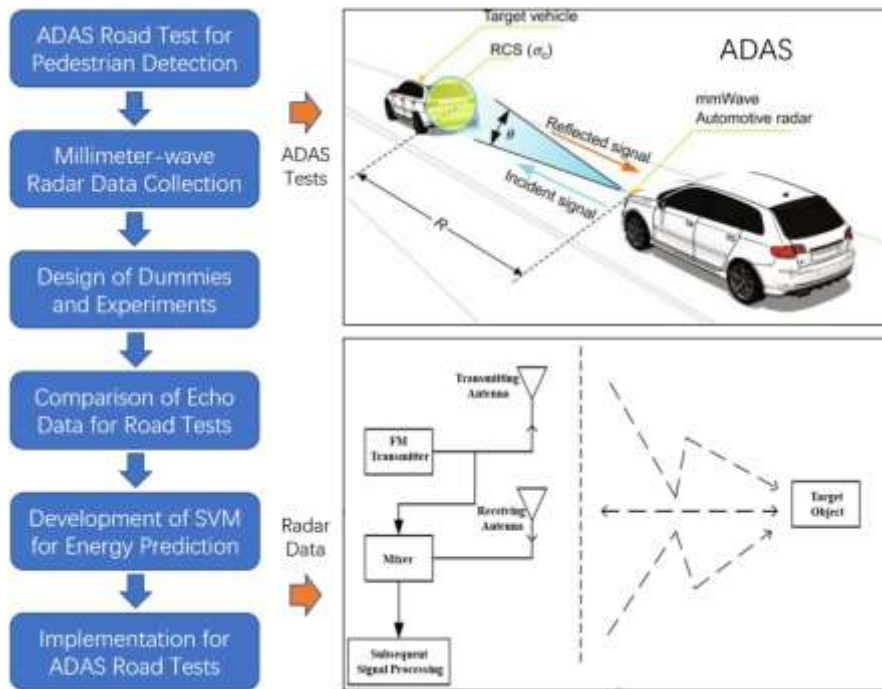 ADAS Road Test for
Pedestrian Detection
Millimeter-wave
Radar Data Collection
Design of Dummies
and Experiments
Comparison of Echo
Data for Road Tests
Development of SVM
for Energy Prediction
Implementation for
ADAS Road Tests
ADAS
Tests
Radar
Data
Target vehicle
RCS (σc)
ADAS
mmWave
Automotive radar
θ
Reflected signal
Incident signal
R
Transmitting
Antenna
FM
Transmitter
Receiving
Antenna
Mixer
Target
Object
Subsequent
Signal Processing